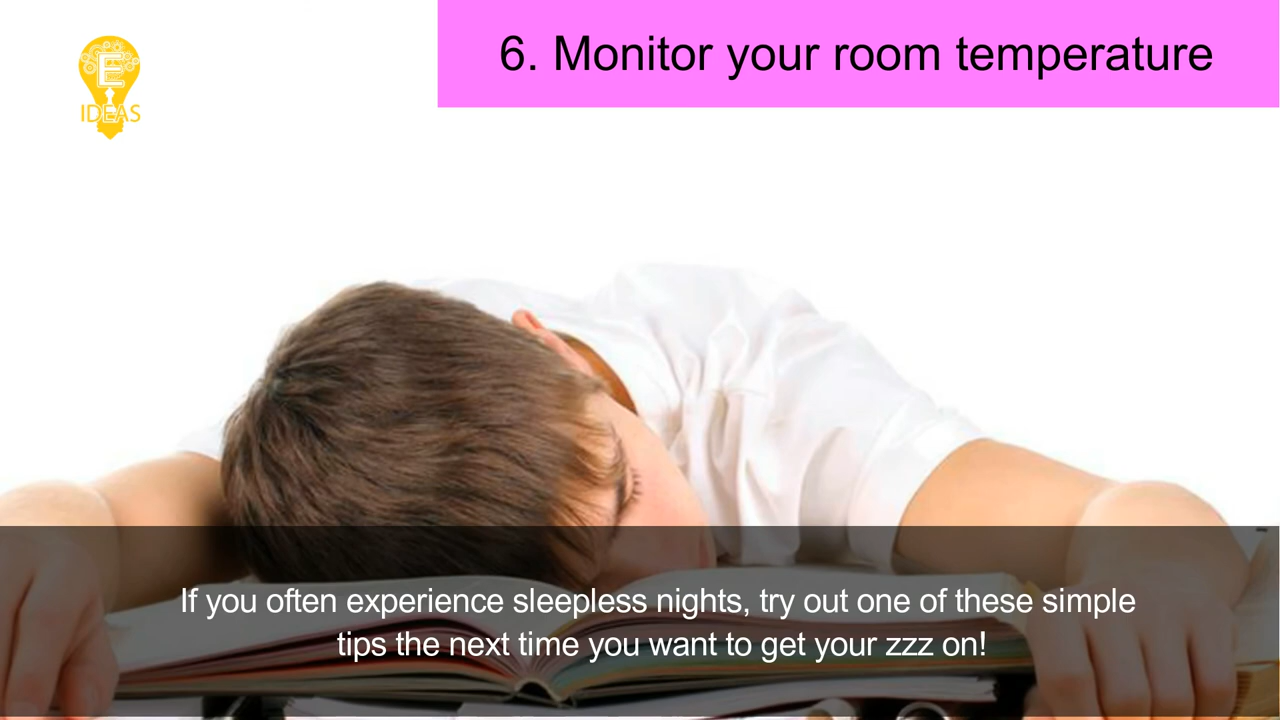 E
IDEAS
6. Monitor your room temperature
If you often experience sleepless nights, try out one of these simple
tips the next time you want to get your zzz on!